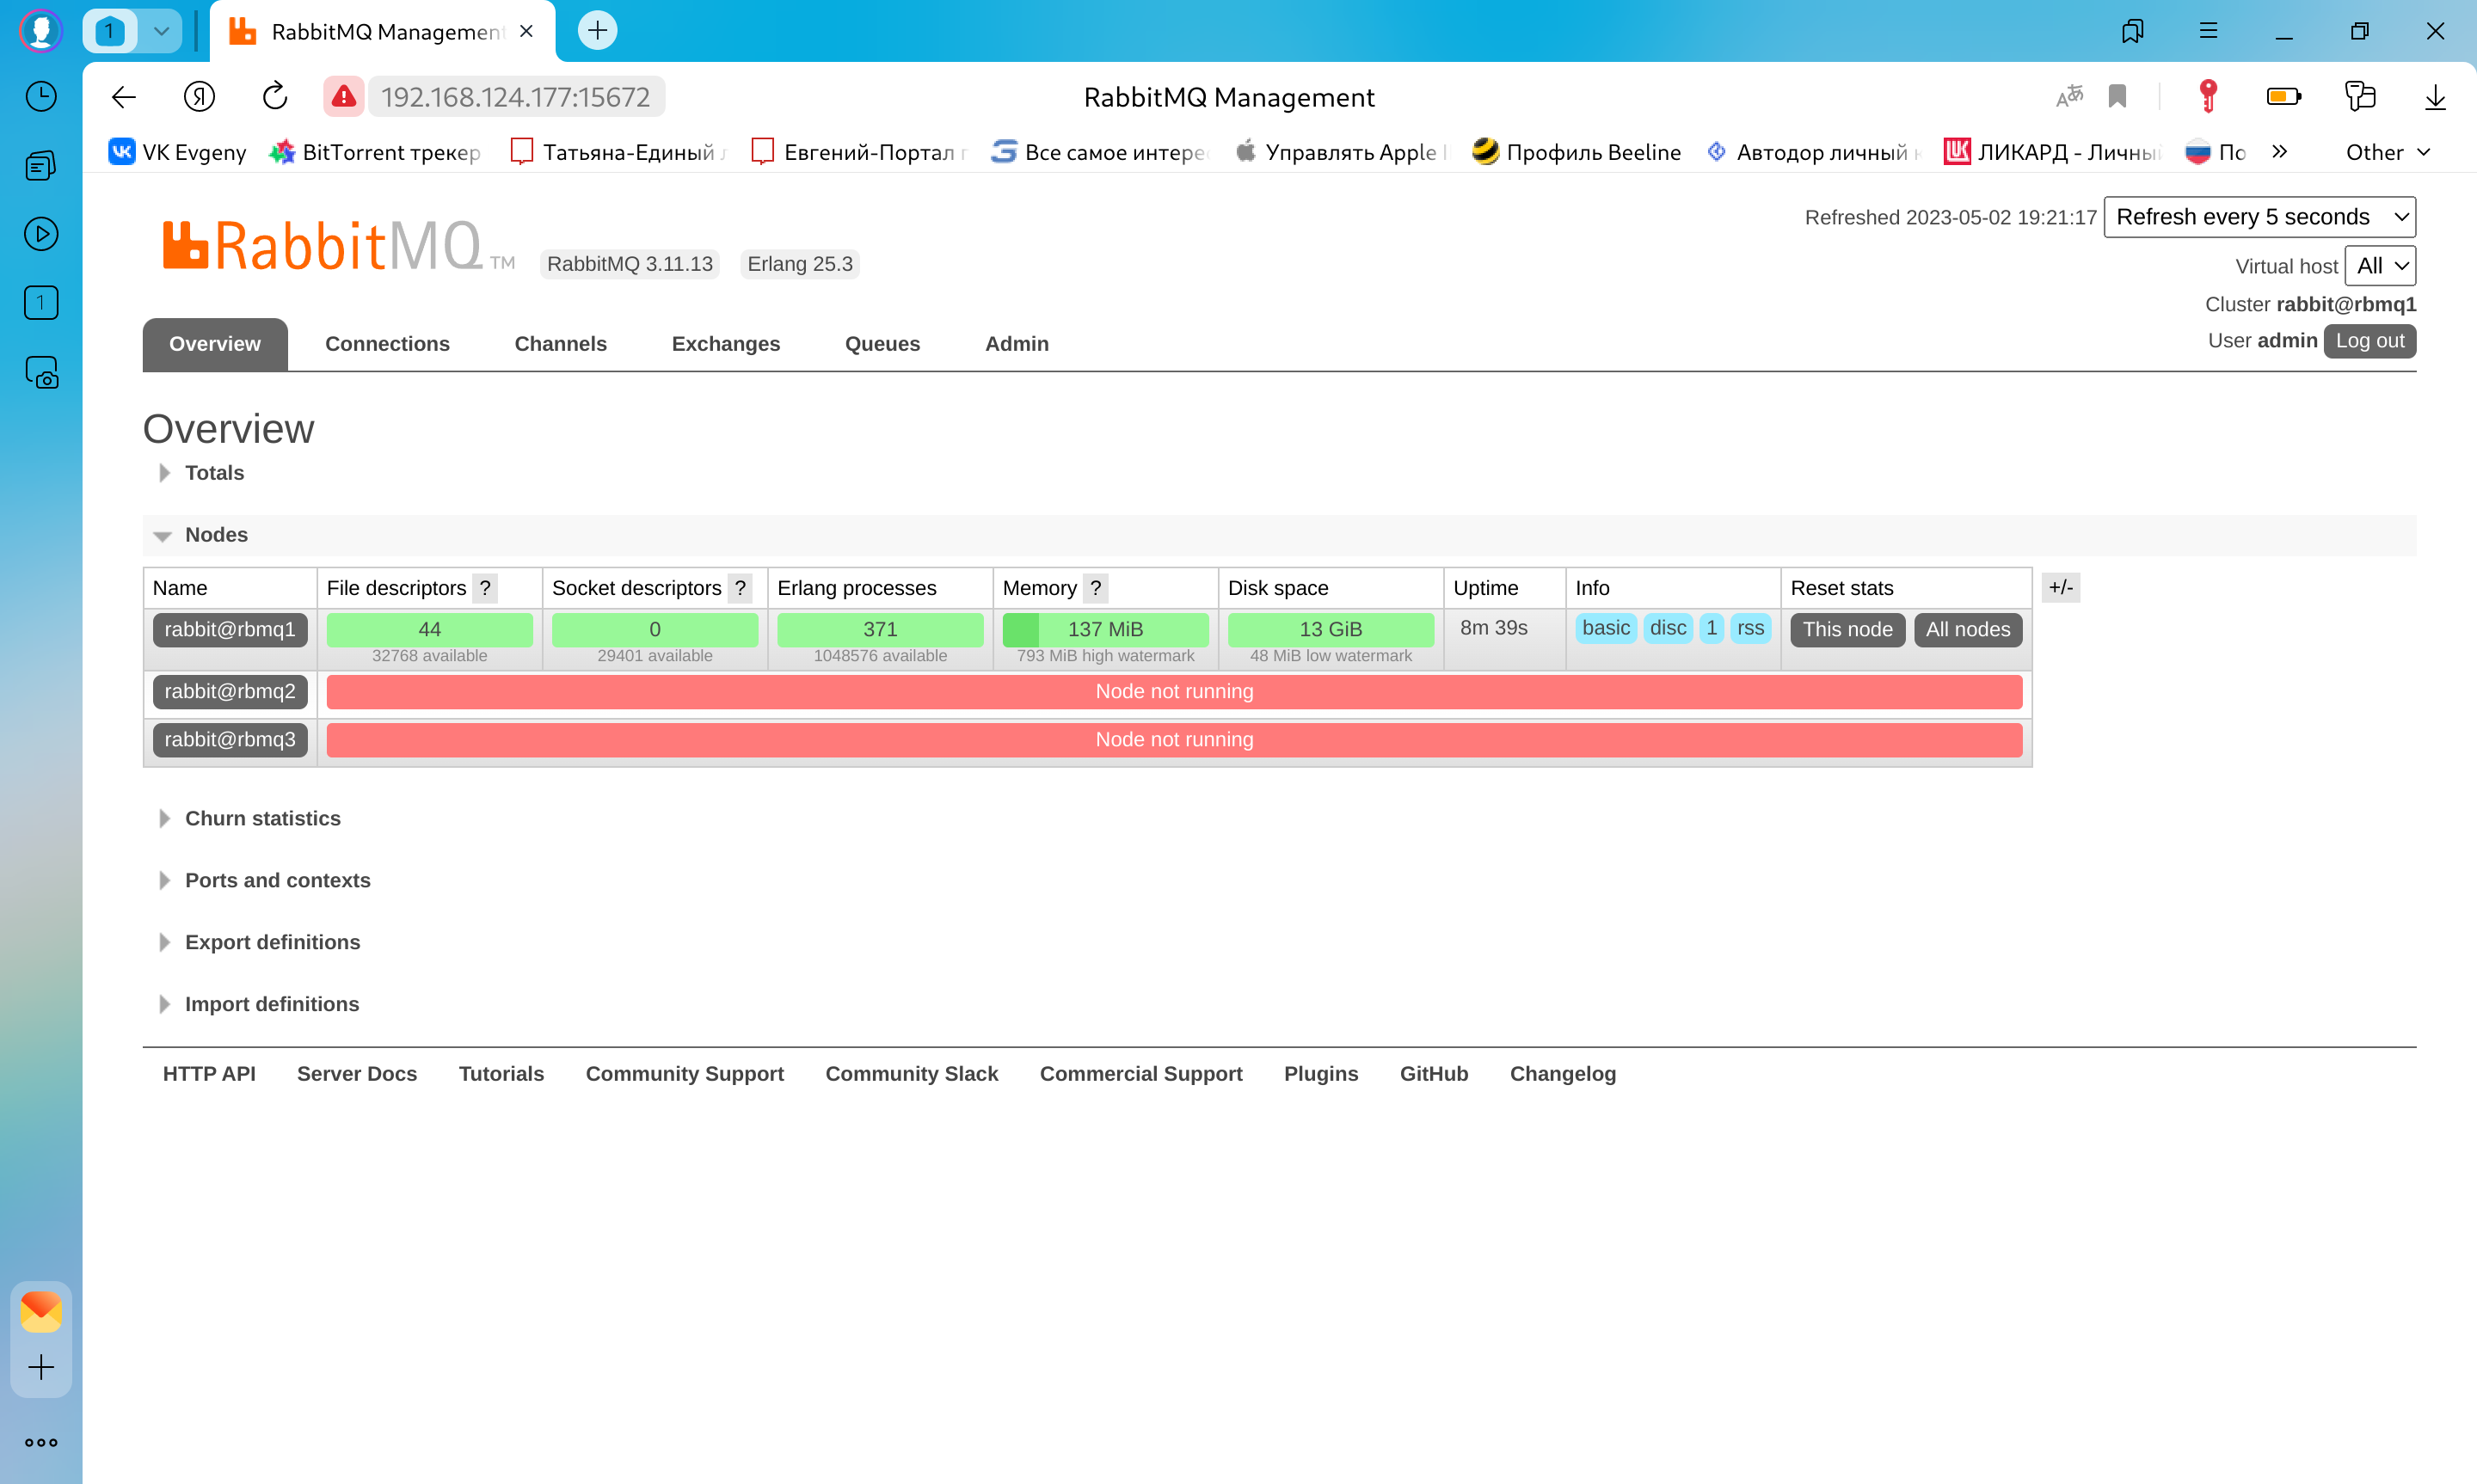 1
RabbitMQ Management
192.168.124.177:15672
RabbitMQ Management
VK Evgeny
BitTorrent трекер
Татьяна-Единый
Евгений-Портал
Все самое интере
Управлять Apple
Профиль Beeline
Автодор личный
ЛИКАРД - Личны
По
Other
1
RabbitMQ TM
RabbitMQ 3.11.13
Erlang 25.3
Refreshed 2023-05-02 19:21:17
Refresh every 5 seconds
Virtual host All
Cluster rabbit@rbmq1
User admin Log out
Overview Connections Channels Exchanges Queues Admin
Overview
Totals
Nodes
Name File descriptors ? Socket descriptors ? Erlang processes Memory ? Disk space Uptime Info Reset stats +/-
rabbit@rbmq1 44 0 371 137 MiB 13 GiB 8m 39s basic disc 1 rss This node All nodes
32768 available 29401 available 1048576 available 793 MiB high watermark 48 MiB low watermark
rabbit@rbmq2 Node not running
rabbit@rbmq3 Node not running
Churn statistics
Ports and contexts
Export definitions
Import definitions
HTTP API Server Docs Tutorials Community Support Community Slack Commercial Support Plugins GitHub Changelog